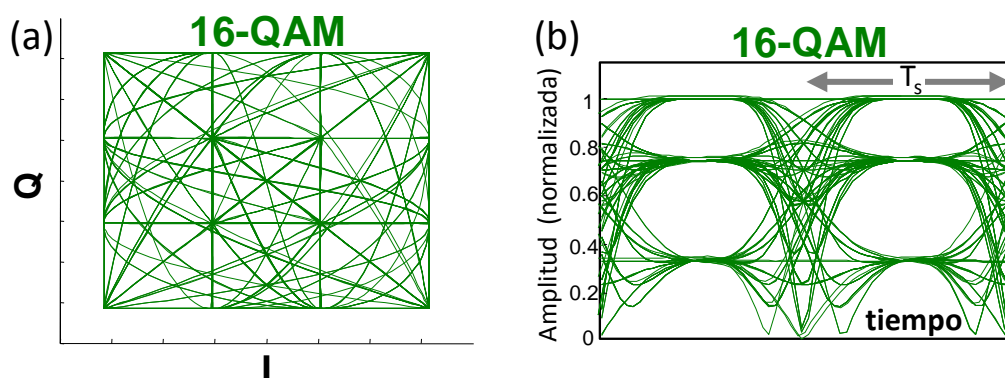 (a)
16-QAM
Q
I
(b)
16-QAM
Amplitud (normalizada)
Ts
1
0.8
0.6
0.4
0.2
0
tiempo